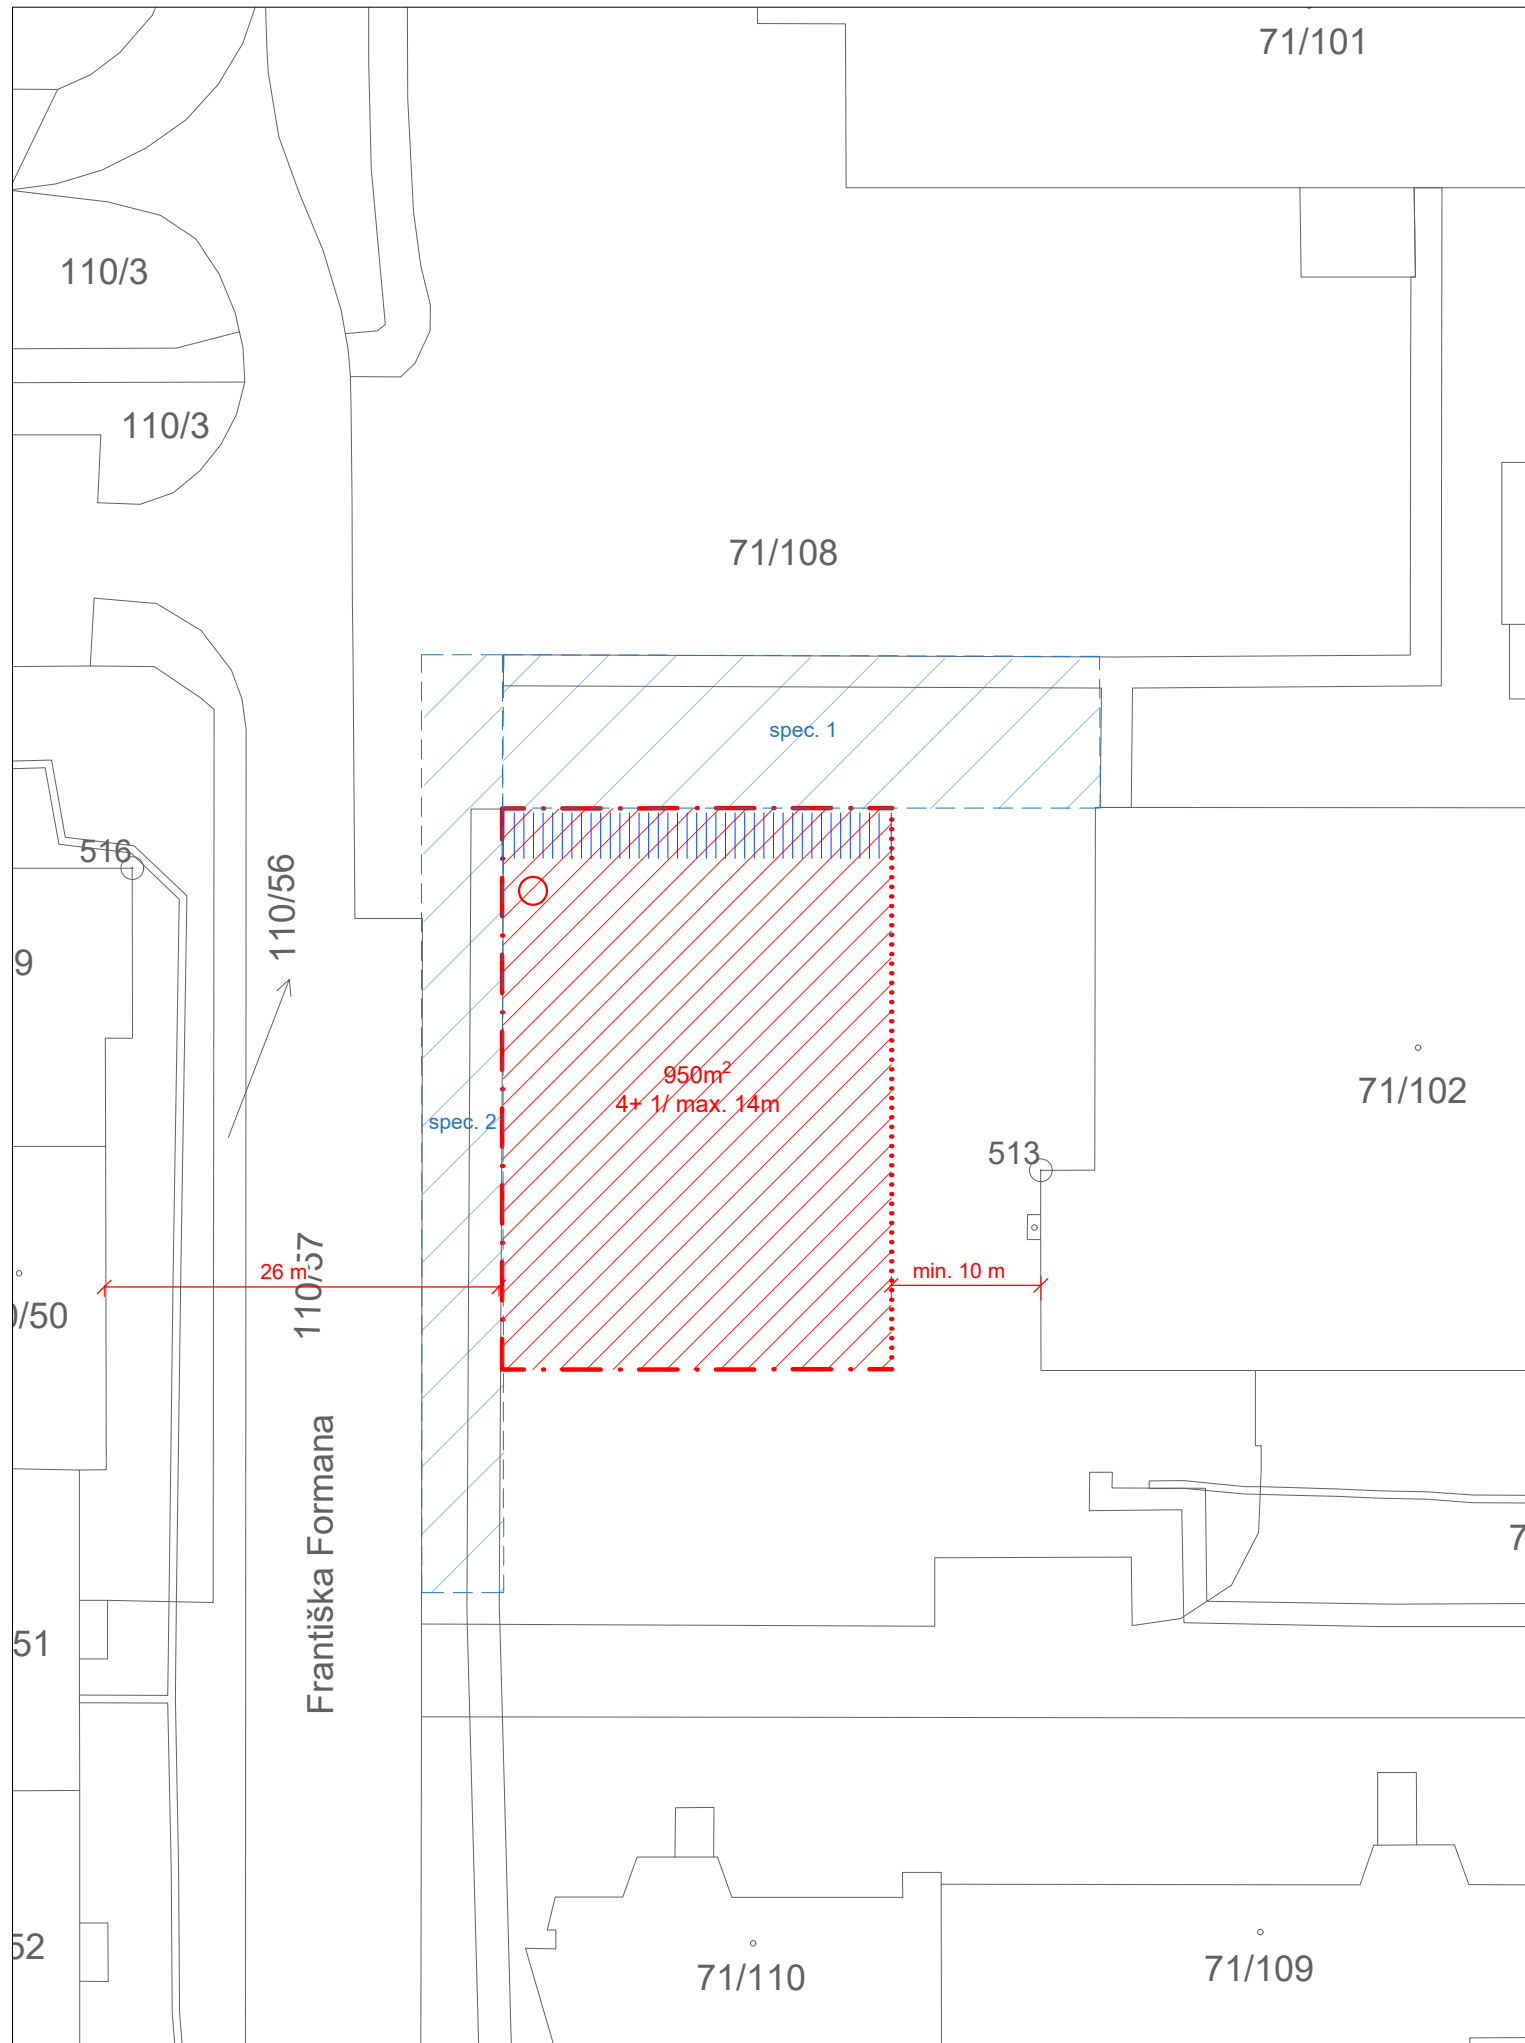 71/101
110/3
110/3
71/108
spec. 1
516
110/56
9
950m²
4+ 1/ max. 14m
71/102
spec. 2
513
110/57
26 m
min. 10 m
/50
Františka Formana
7
51
52
71/110
71/109